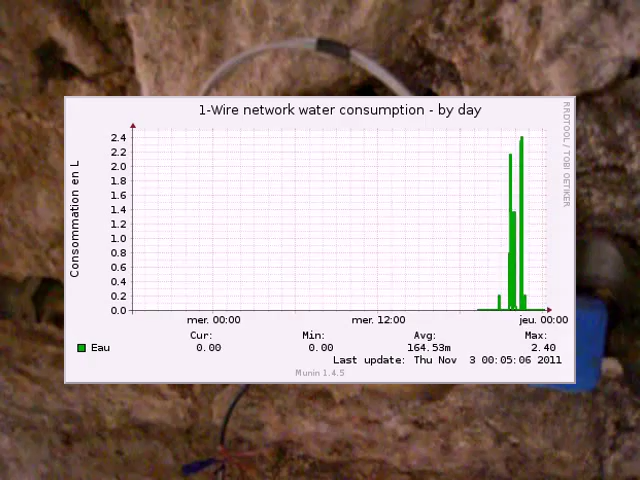 1-Wire network water consumption - by day
RRDTOOL / TOBI OETIKER
Consommation en L
2.4
2.2
2.0
1.8
1.6
1.4
1.2
1.0
0.8
0.6
0.4
0.2
0.0
mer. 00:00 mer. 12:00 jeu. 00:00
Cur: Min: Avg: Max:
Eau 0.00 0.00 164.53m 2.40
Last update: Thu Nov 3 00:05:06 2011
Munin 1.4.5